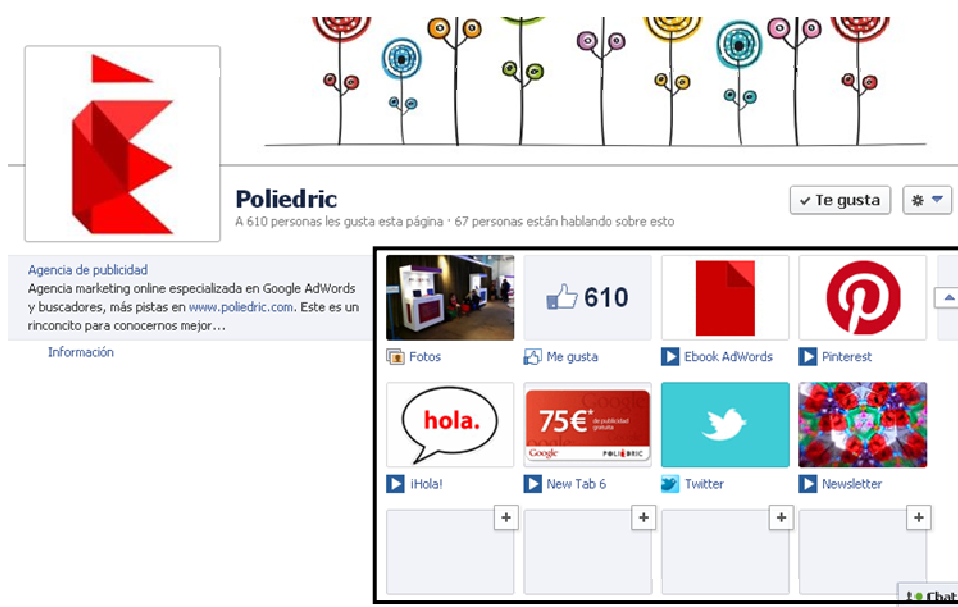 Poliedric
A 610 personas les gusta esta página · 67 personas están hablando sobre esto
Te gusta
Agencia de publicidad
Agencia marketing online especializada en Google AdWords
y buscadores, más pistas en www.poliedric.com. Este es un
rinconcito para conocernos mejor...
Información
610
Fotos
Me gusta
Ebook AdWords
Pinterest
hola.
75€*
de publicidad
gratuita
Google
POLIEDRIC
¡Hola!
New Tab 6
Twitter
Newsletter
+ + + +
Chat